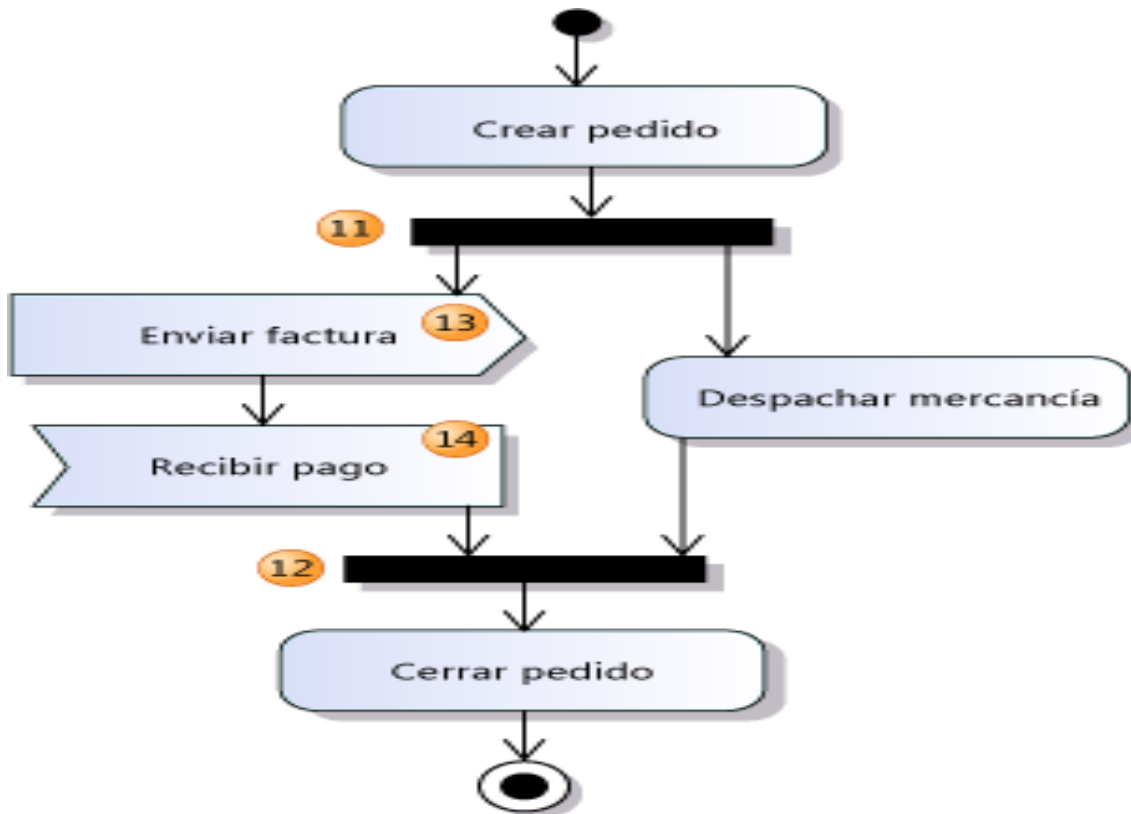 Crear pedido
11
13
Enviar factura
Despachar mercancía
14
Recibir pago
12
Cerrar pedido